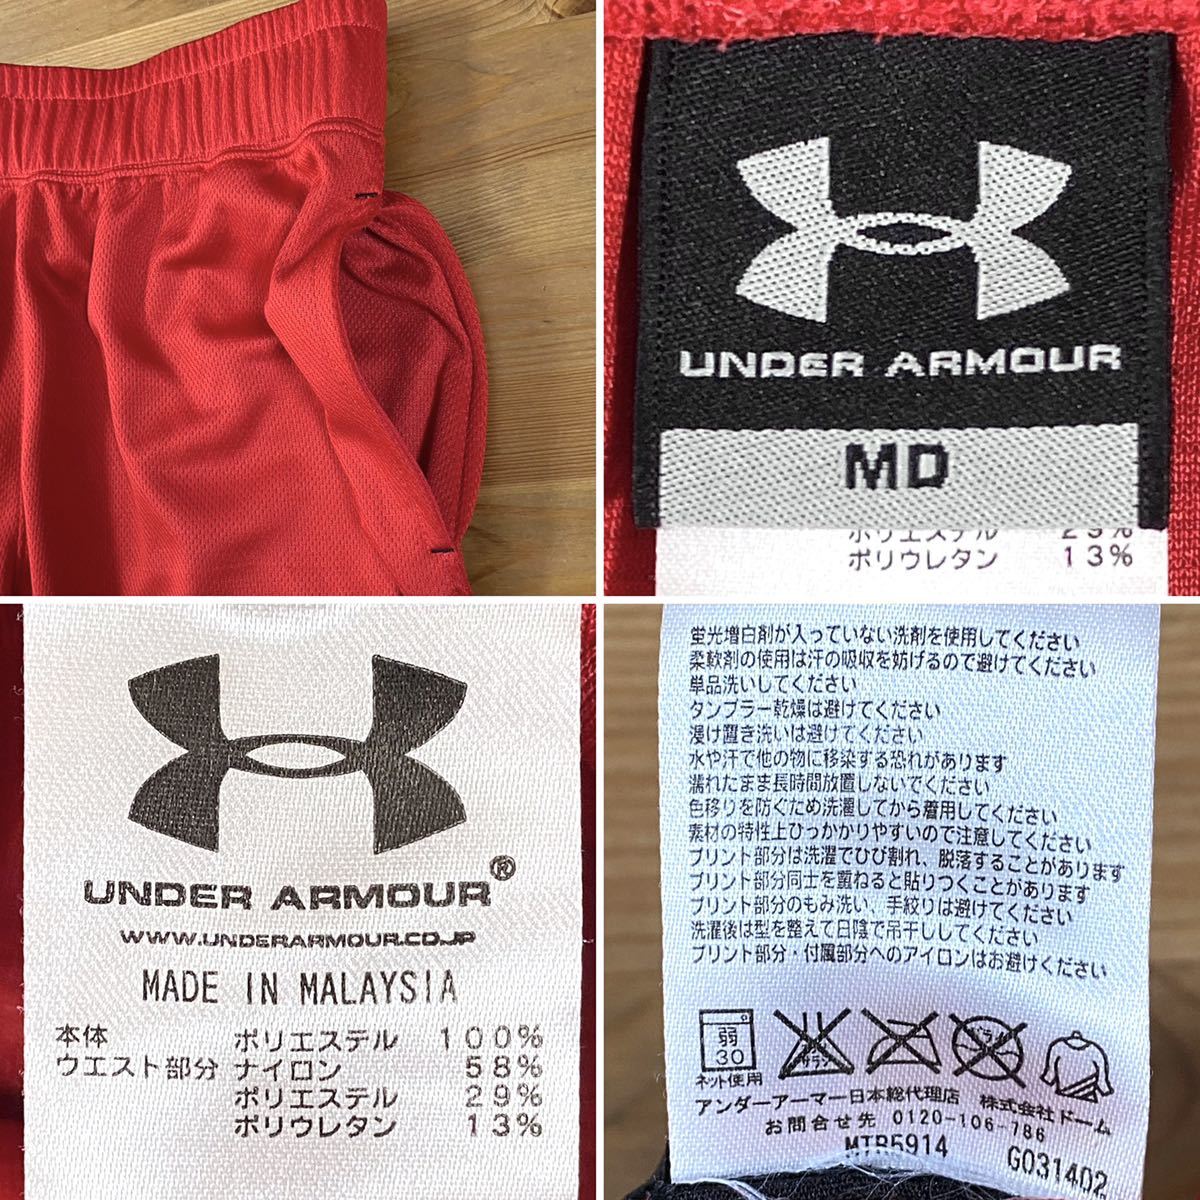 UNDER ARMOUR
MD
ポリエステル 29%
ポリウレタン 13%
UNDER ARMOUR®
WWW.UNDERARMOUR.CO.JP
MADE IN MALAYSIA
本体 ポリエステル 100%
ウエスト部分 ナイロン 58%
ポリエステル 29%
ポリウレタン 13%
蛍光増白剤が入っていない洗剤を使用してください
柔軟剤の使用は汗の吸収を妨げるので避けてください
単品洗いしてください
タンブラー乾燥は避けてください
浸け置き洗いは避けてください
水や汗で他の物に移染する恐れがあります
濡れたまま長時間放置しないでください
色移りを防ぐため洗濯してから着用してください
素材の特性上ひっかかりやすいので注意してください
プリント部分は洗濯でひび割れ、脱落することがあります
プリント部分同士を重ねると貼りつくことがあります
プリント部分のもみ洗い、手絞りは避けてください
洗濯後は型を整えて日陰で吊干ししてください
プリント部分・付属部分へのアイロンはお避けください
弱
30
ネット使用
エンソサラシ
ドライ
アンダーアーマー日本総代理店 株式会社ドーム
お問合せ先 0120-106-786
MTR5914 G031402